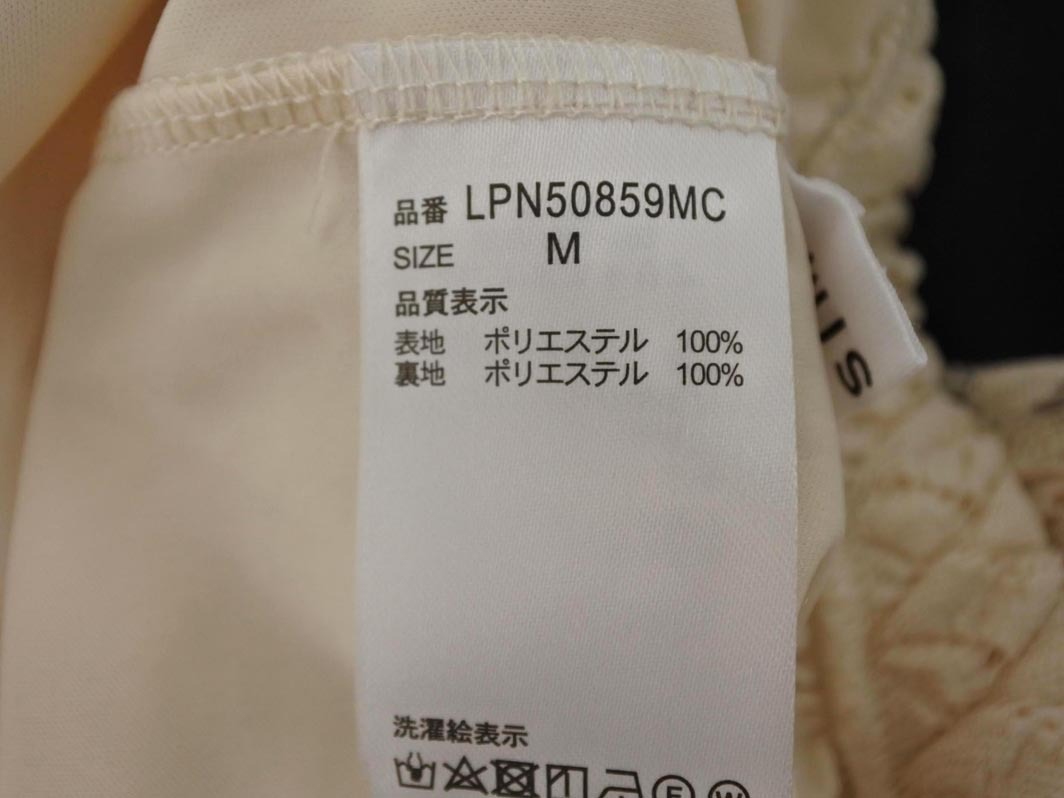 品番 LPN50859MC
SIZE M
品質表示
表地 ポリエステル 100%
裏地 ポリエステル 100%
洗濯絵表示